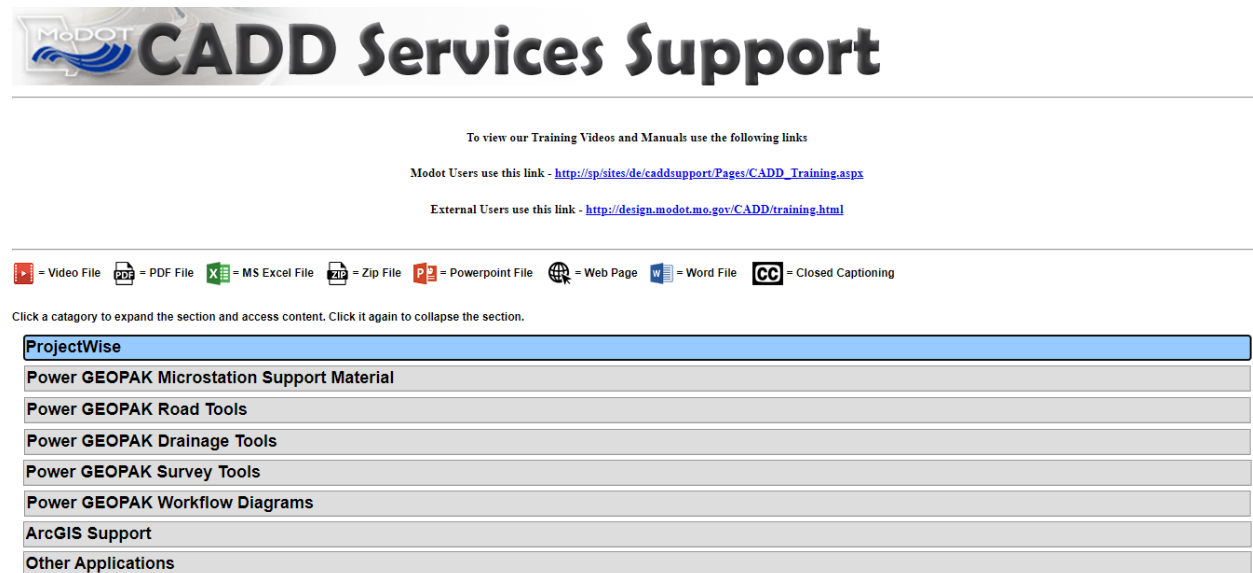 MoDOT CADD Services Support
To view our Training Videos and Manuals use the following links
Modot Users use this link - http://sp/sites/de/caddsupport/Pages/CADD_Training.aspx
External Users use this link - http://design.modot.mo.gov/CADD/training.html
= Video File PDF = PDF File X = MS Excel File ZIP = Zip File P = Powerpoint File = Web Page W = Word File CC = Closed Captioning
Click a catagory to expand the section and access content. Click it again to collapse the section.
ProjectWise
Power GEOPAK Microstation Support Material
Power GEOPAK Road Tools
Power GEOPAK Drainage Tools
Power GEOPAK Survey Tools
Power GEOPAK Workflow Diagrams
ArcGIS Support
Other Applications